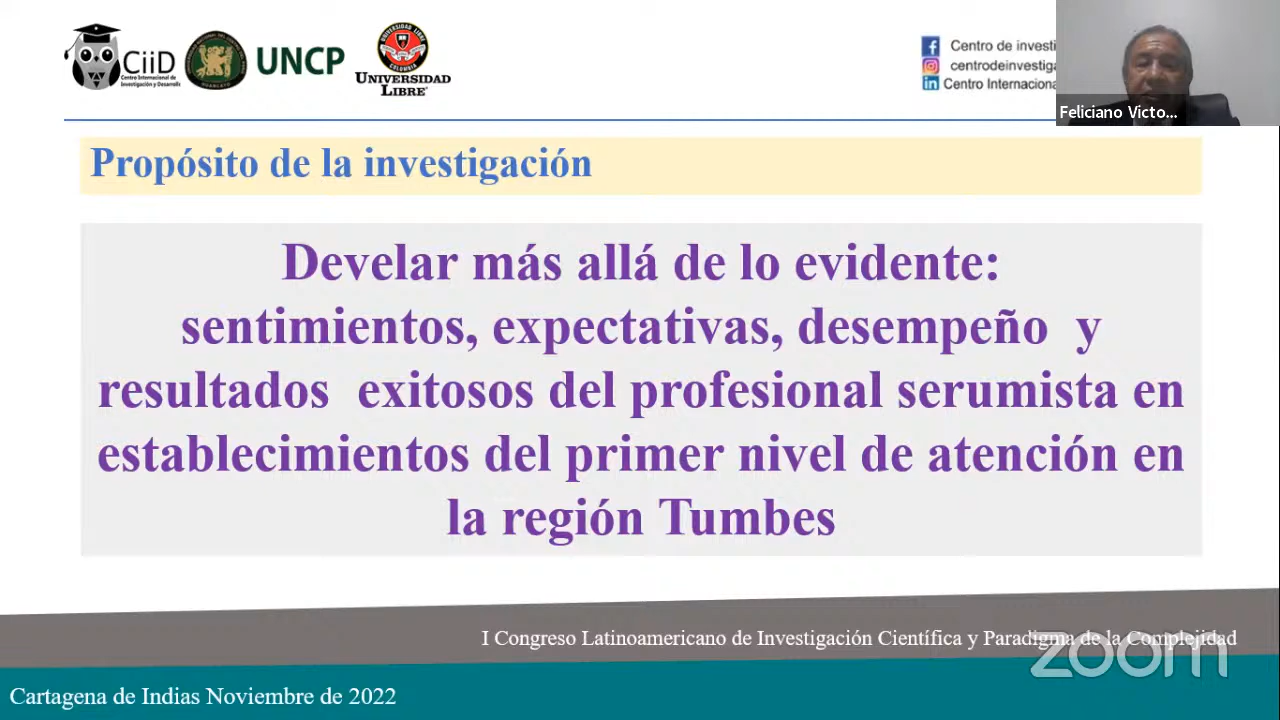 CiiD
Centro Internacional de
Investigación y Desarrollo
UNCP
UNIVERSIDAD LIBRE
COLOMBIA
UNIVERSIDAD
LIBRE
Centro de investi
centrodeinvestiga
Centro Internaciona
Feliciano Victo...
Propósito de la investigación
Develar más allá de lo evidente:
sentimientos, expectativas, desempeño y
resultados exitosos del profesional serumista en
establecimientos del primer nivel de atención en
la región Tumbes
I Congreso Latinoamericano de Investigación Científica y Paradigma de la Complejidad
zoom
Cartagena de Indias Noviembre de 2022